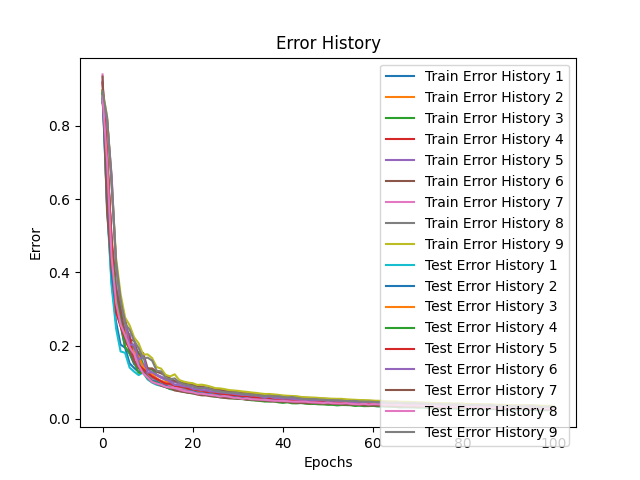 Error History
Error
0.8
0.6
0.4
0.2
0.0
Train Error History 1
Train Error History 2
Train Error History 3
Train Error History 4
Train Error History 5
Train Error History 6
Train Error History 7
Train Error History 8
Train Error History 9
Test Error History 1
Test Error History 2
Test Error History 3
Test Error History 4
Test Error History 5
Test Error History 6
Test Error History 7
Test Error History 8
Test Error History 9
0 20 40 60 80 100
Epochs